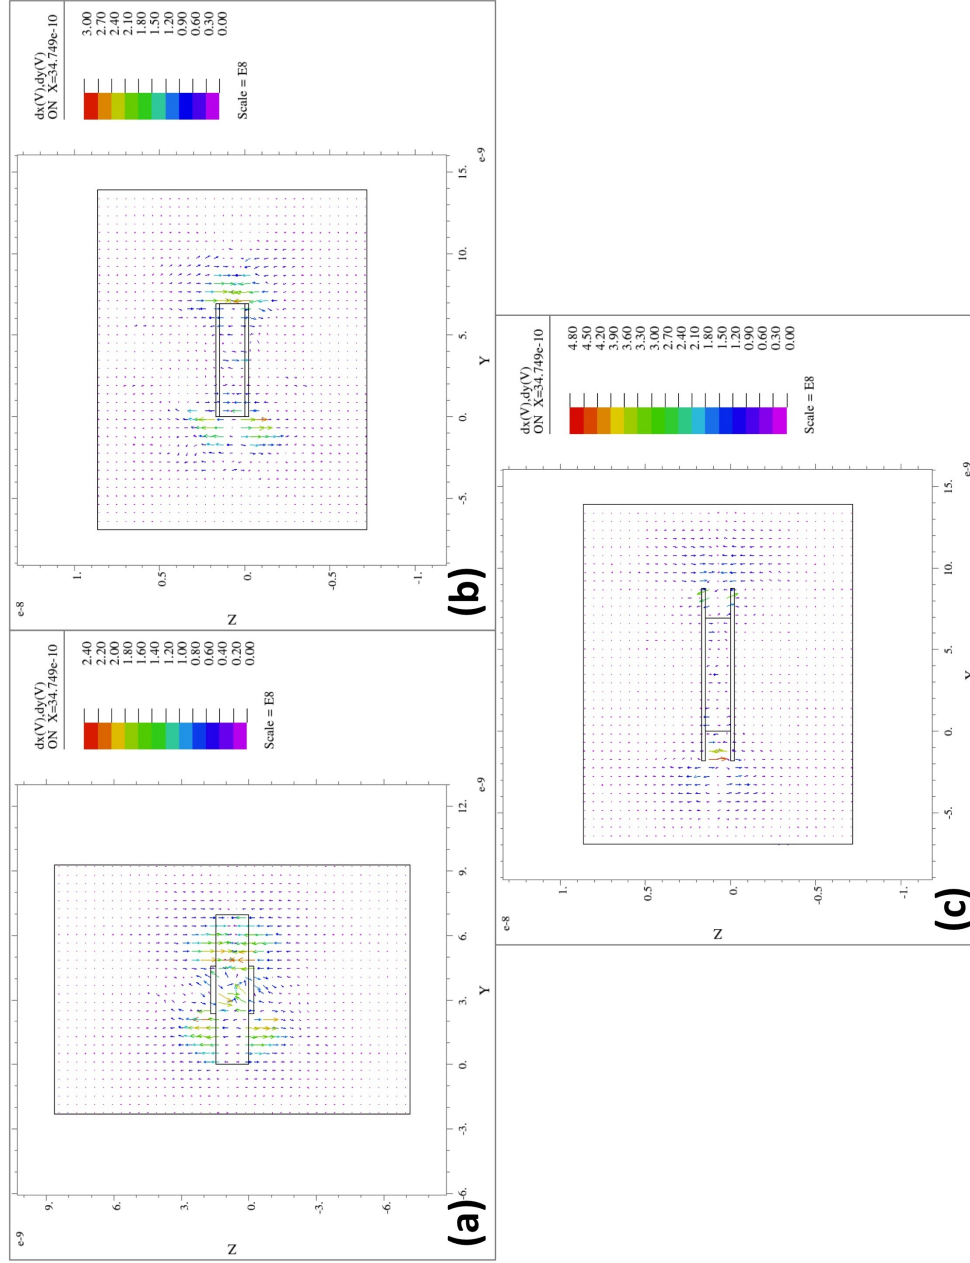 (a)
dx(V),dy(V)
ON X=34.749e-10
2.40
2.20
2.00
1.80
1.60
1.40
1.20
1.00
0.80
0.60
0.40
0.20
0.00
Scale = E8
e-9
Z
9.
6.
3.
0.
-3.
-6.
-6. -3. 0. 3. 6. 9. 12.
e-9
Y
(b)
dx(V),dy(V)
ON X=34.749e-10
3.00
2.70
2.40
2.10
1.80
1.50
1.20
0.90
0.60
0.30
0.00
Scale = E8
e-8
Z
1.
0.5
0.
-0.5
-1.
-5. 0. 5. 10. 15.
e-9
Y
(c)
dx(V),dy(V)
ON X=34.749e-10
4.80
4.50
4.20
3.90
3.60
3.30
3.00
2.70
2.40
2.10
1.80
1.50
1.20
0.90
0.60
0.30
0.00
Scale = E8
e-8
Z
1.
0.5
0.
-0.5
-1.
-5. 0. 5. 10. 15.
e-9